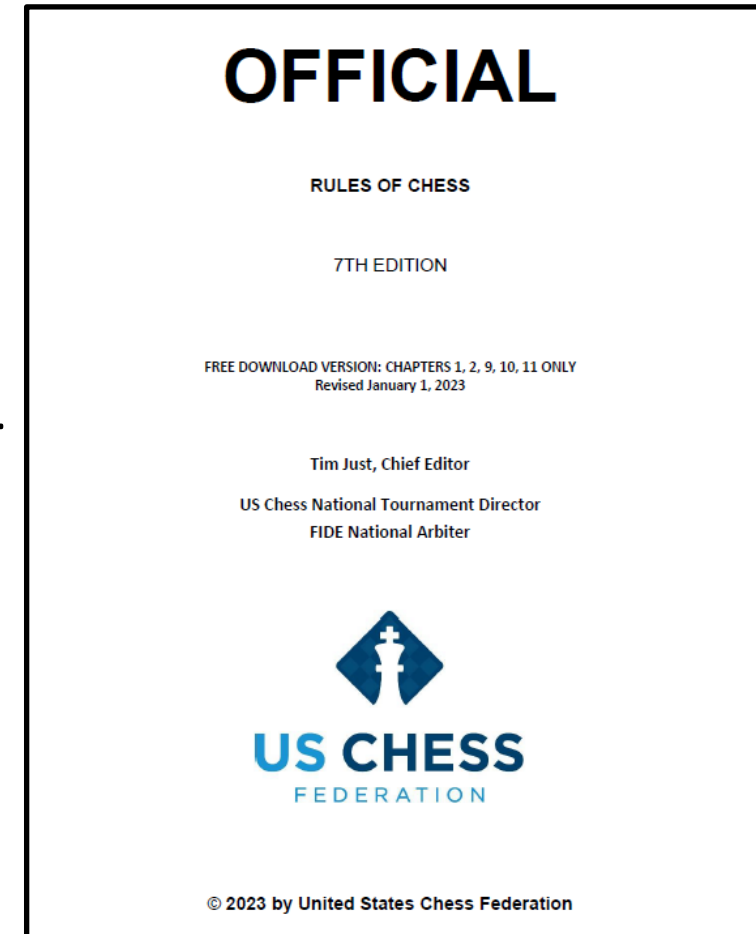 OFFICIAL
RULES OF CHESS
7TH EDITION
FREE DOWNLOAD VERSION: CHAPTERS 1, 2, 9, 10, 11 ONLY
Revised January 1, 2023
Tim Just, Chief Editor
US Chess National Tournament Director
FIDE National Arbiter
US CHESS
FEDERATION
© 2023 by United States Chess Federation